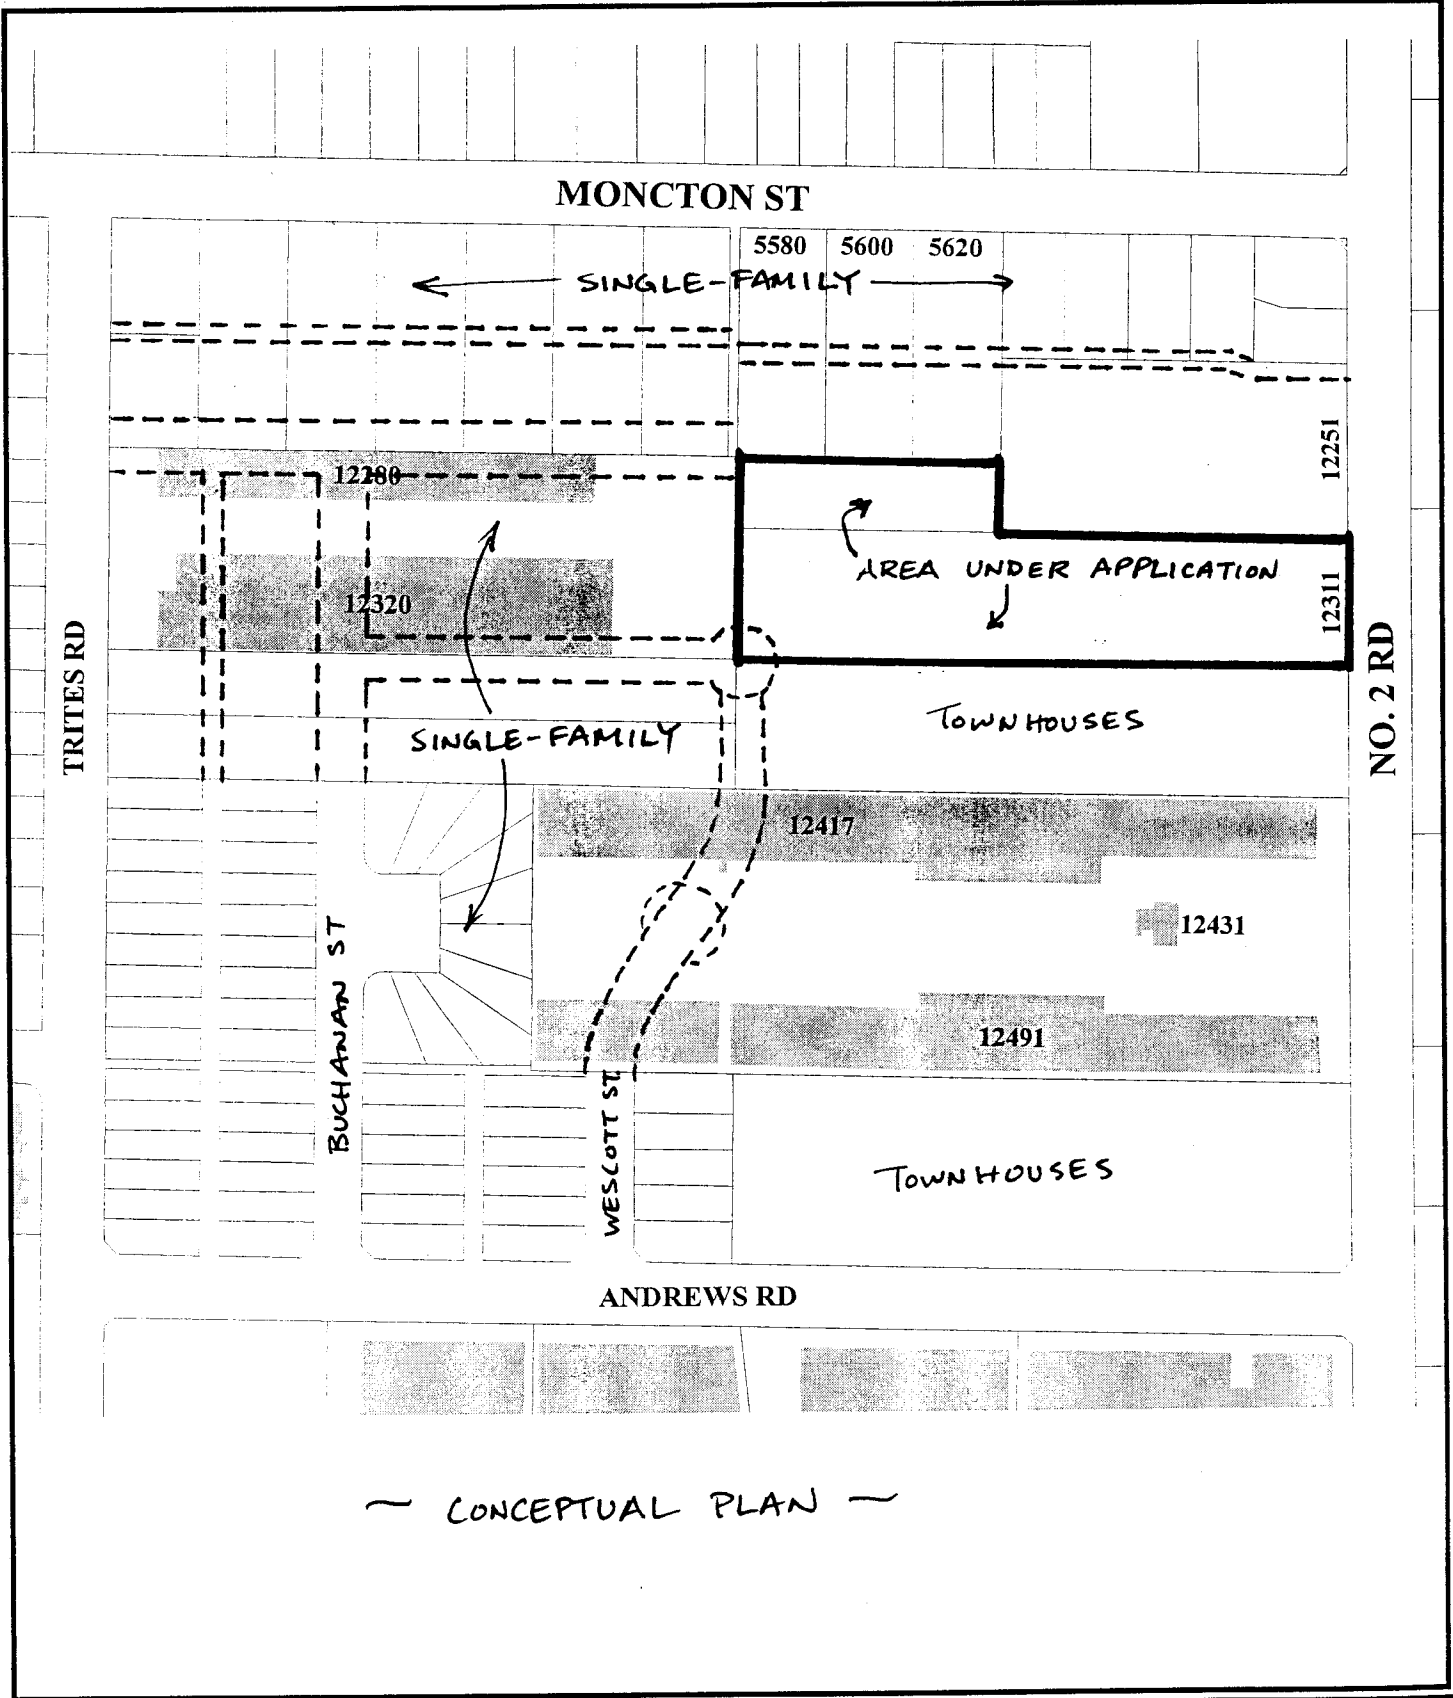 MONCTON ST
5580 5600 5620
SINGLE-FAMILY
12251
12280
AREA UNDER APPLICATION
12320
12311
TRITES RD
NO. 2 RD
TOWNHOUSES
SINGLE-FAMILY
12417
12431
BUCHANAN ST
12491
WESCOTT ST.
TOWNHOUSES
ANDREWS RD
~ CONCEPTUAL PLAN ~